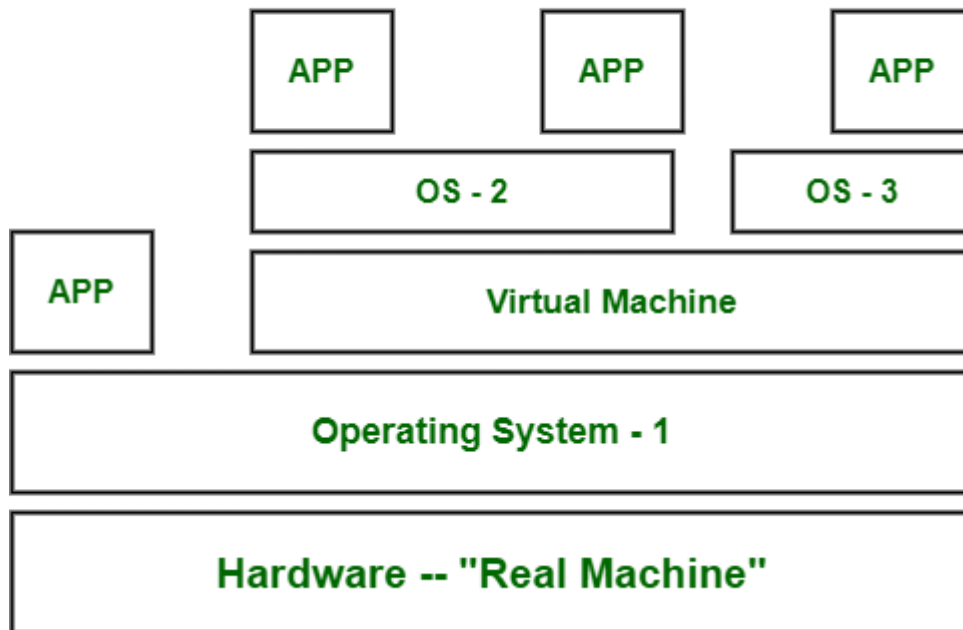 APP
APP
APP
OS - 2
OS - 3
APP
Virtual Machine
Operating System - 1
Hardware -- "Real Machine"